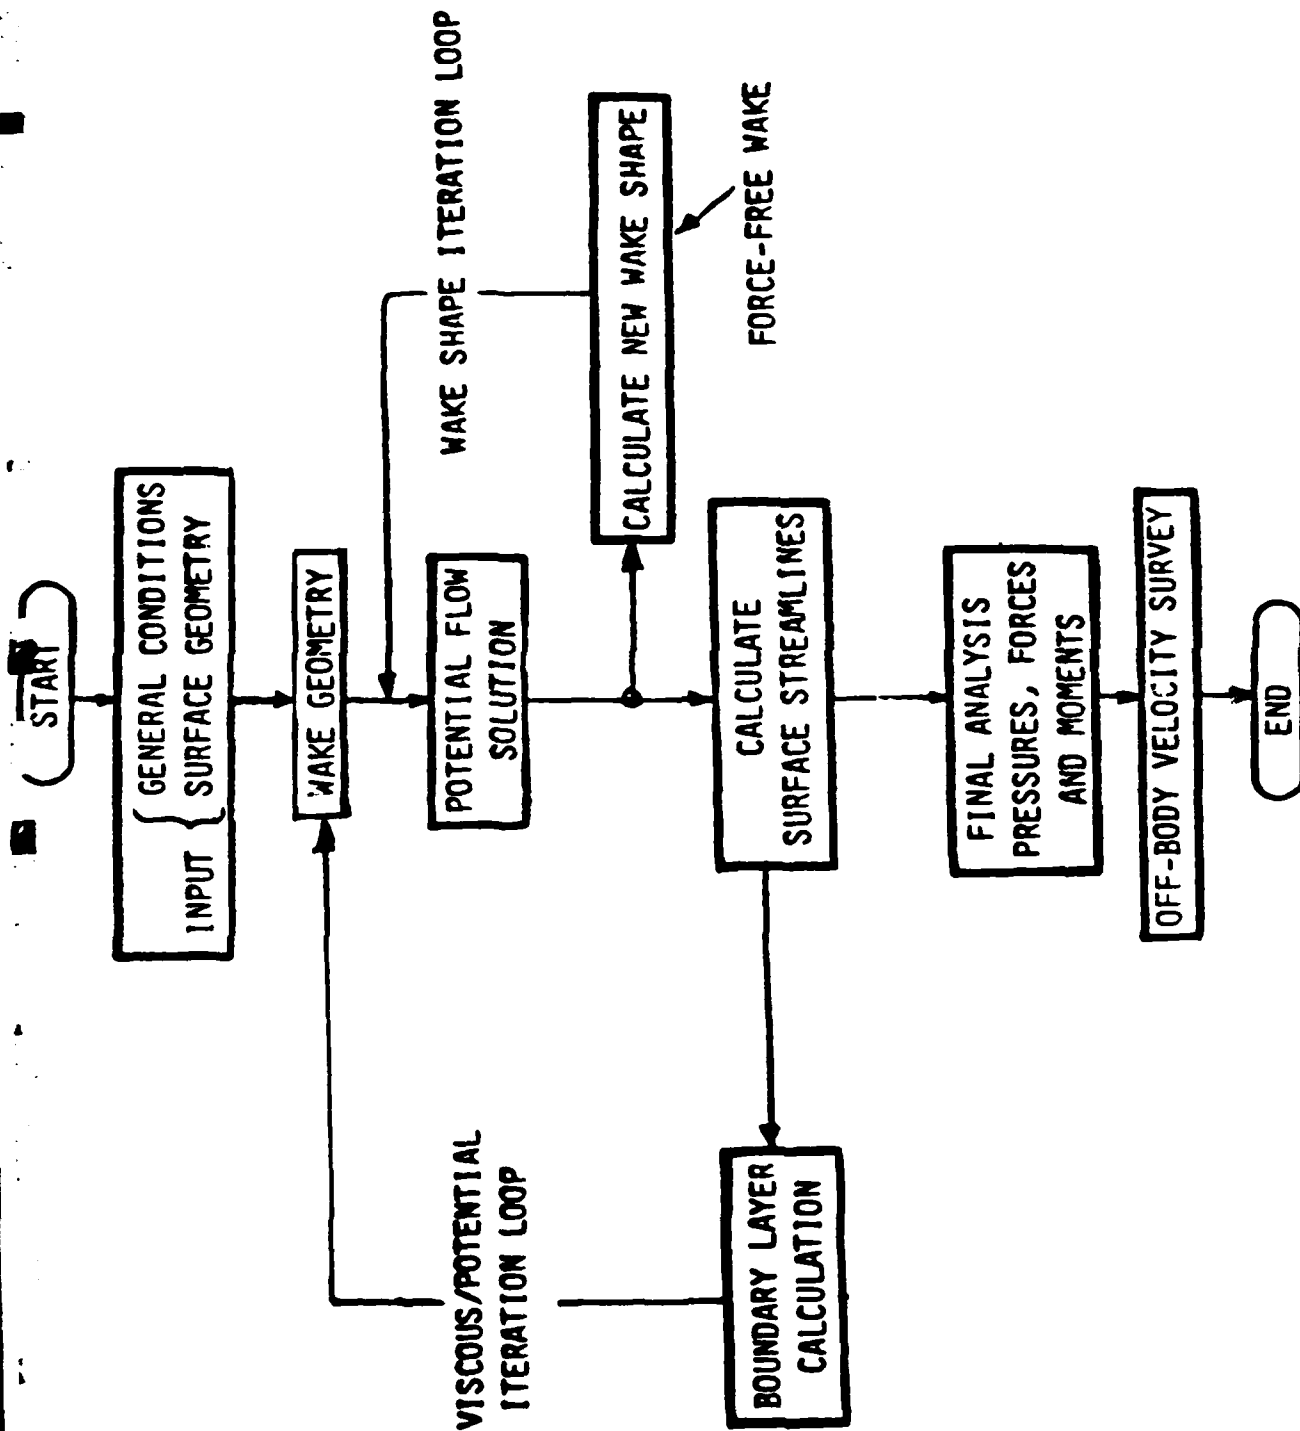 START
GENERAL CONDITIONS
INPUT
SURFACE GEOMETRY
WAKE GEOMETRY
WAKE SHAPE ITERATION LOOP
POTENTIAL FLOW
SOLUTION
CALCULATE NEW WAKE SHAPE
FORCE-FREE WAKE
CALCULATE
SURFACE STREAMLINES
VISCOUS/POTENTIAL
ITERATION LOOP
BOUNDARY LAYER
CALCULATION
FINAL ANALYSIS
PRESSURES, FORCES
AND MOMENTS
OFF-BODY VELOCITY SURVEY
END